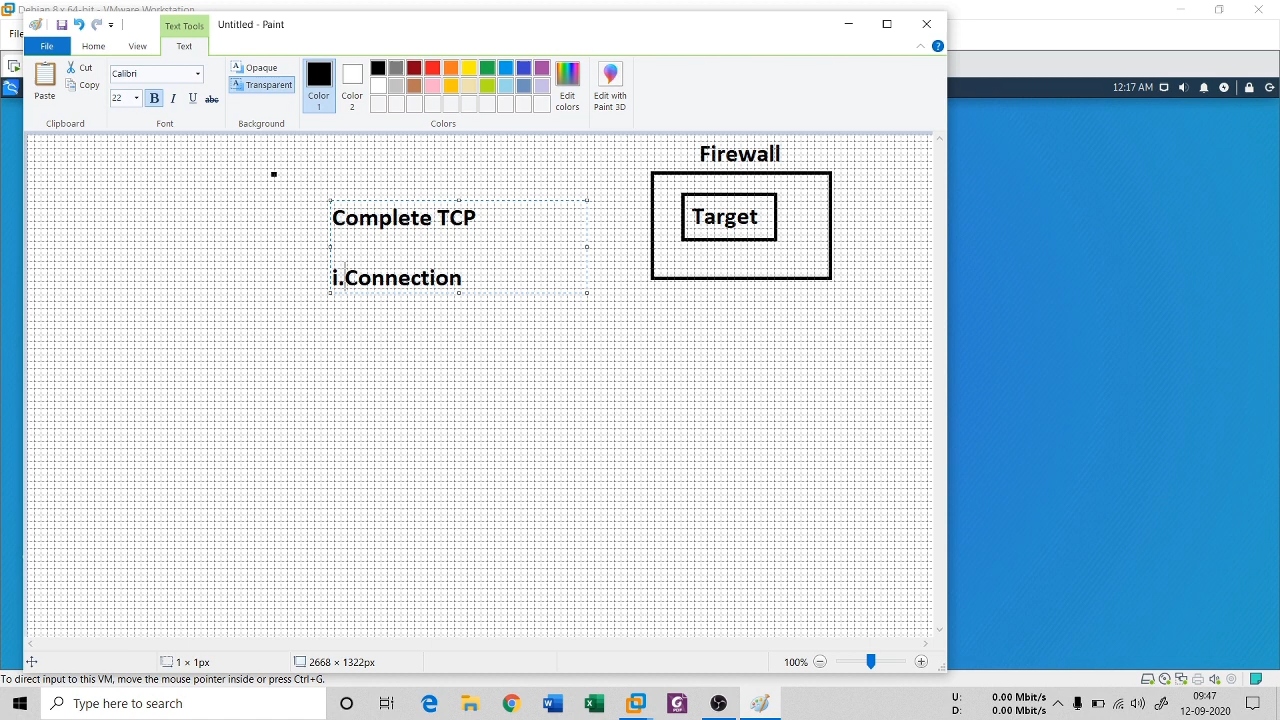 Debian 8.x 64-bit - VMware Workstation
Text Tools
Untitled - Paint
File
Home
View
Text
?
Paste
Cut
Copy
Clipboard
Calibri
22
B
I
U
abc
Font
A
Opaque
A
Transparent
Background
Color
1
Color
2
Edit
colors
Colors
Edit with
Paint 3D
12:17 AM
Firewall
Target
Complete TCP
i.Connection
1 × 1px
2668 × 1322px
100%
To direct input to this VM, move the mouse pointer inside or press Ctrl+G.
Type here to search
U:
0.00 Mbit/s
D:
0.00 Mbit/s
09:47
12-09-2020